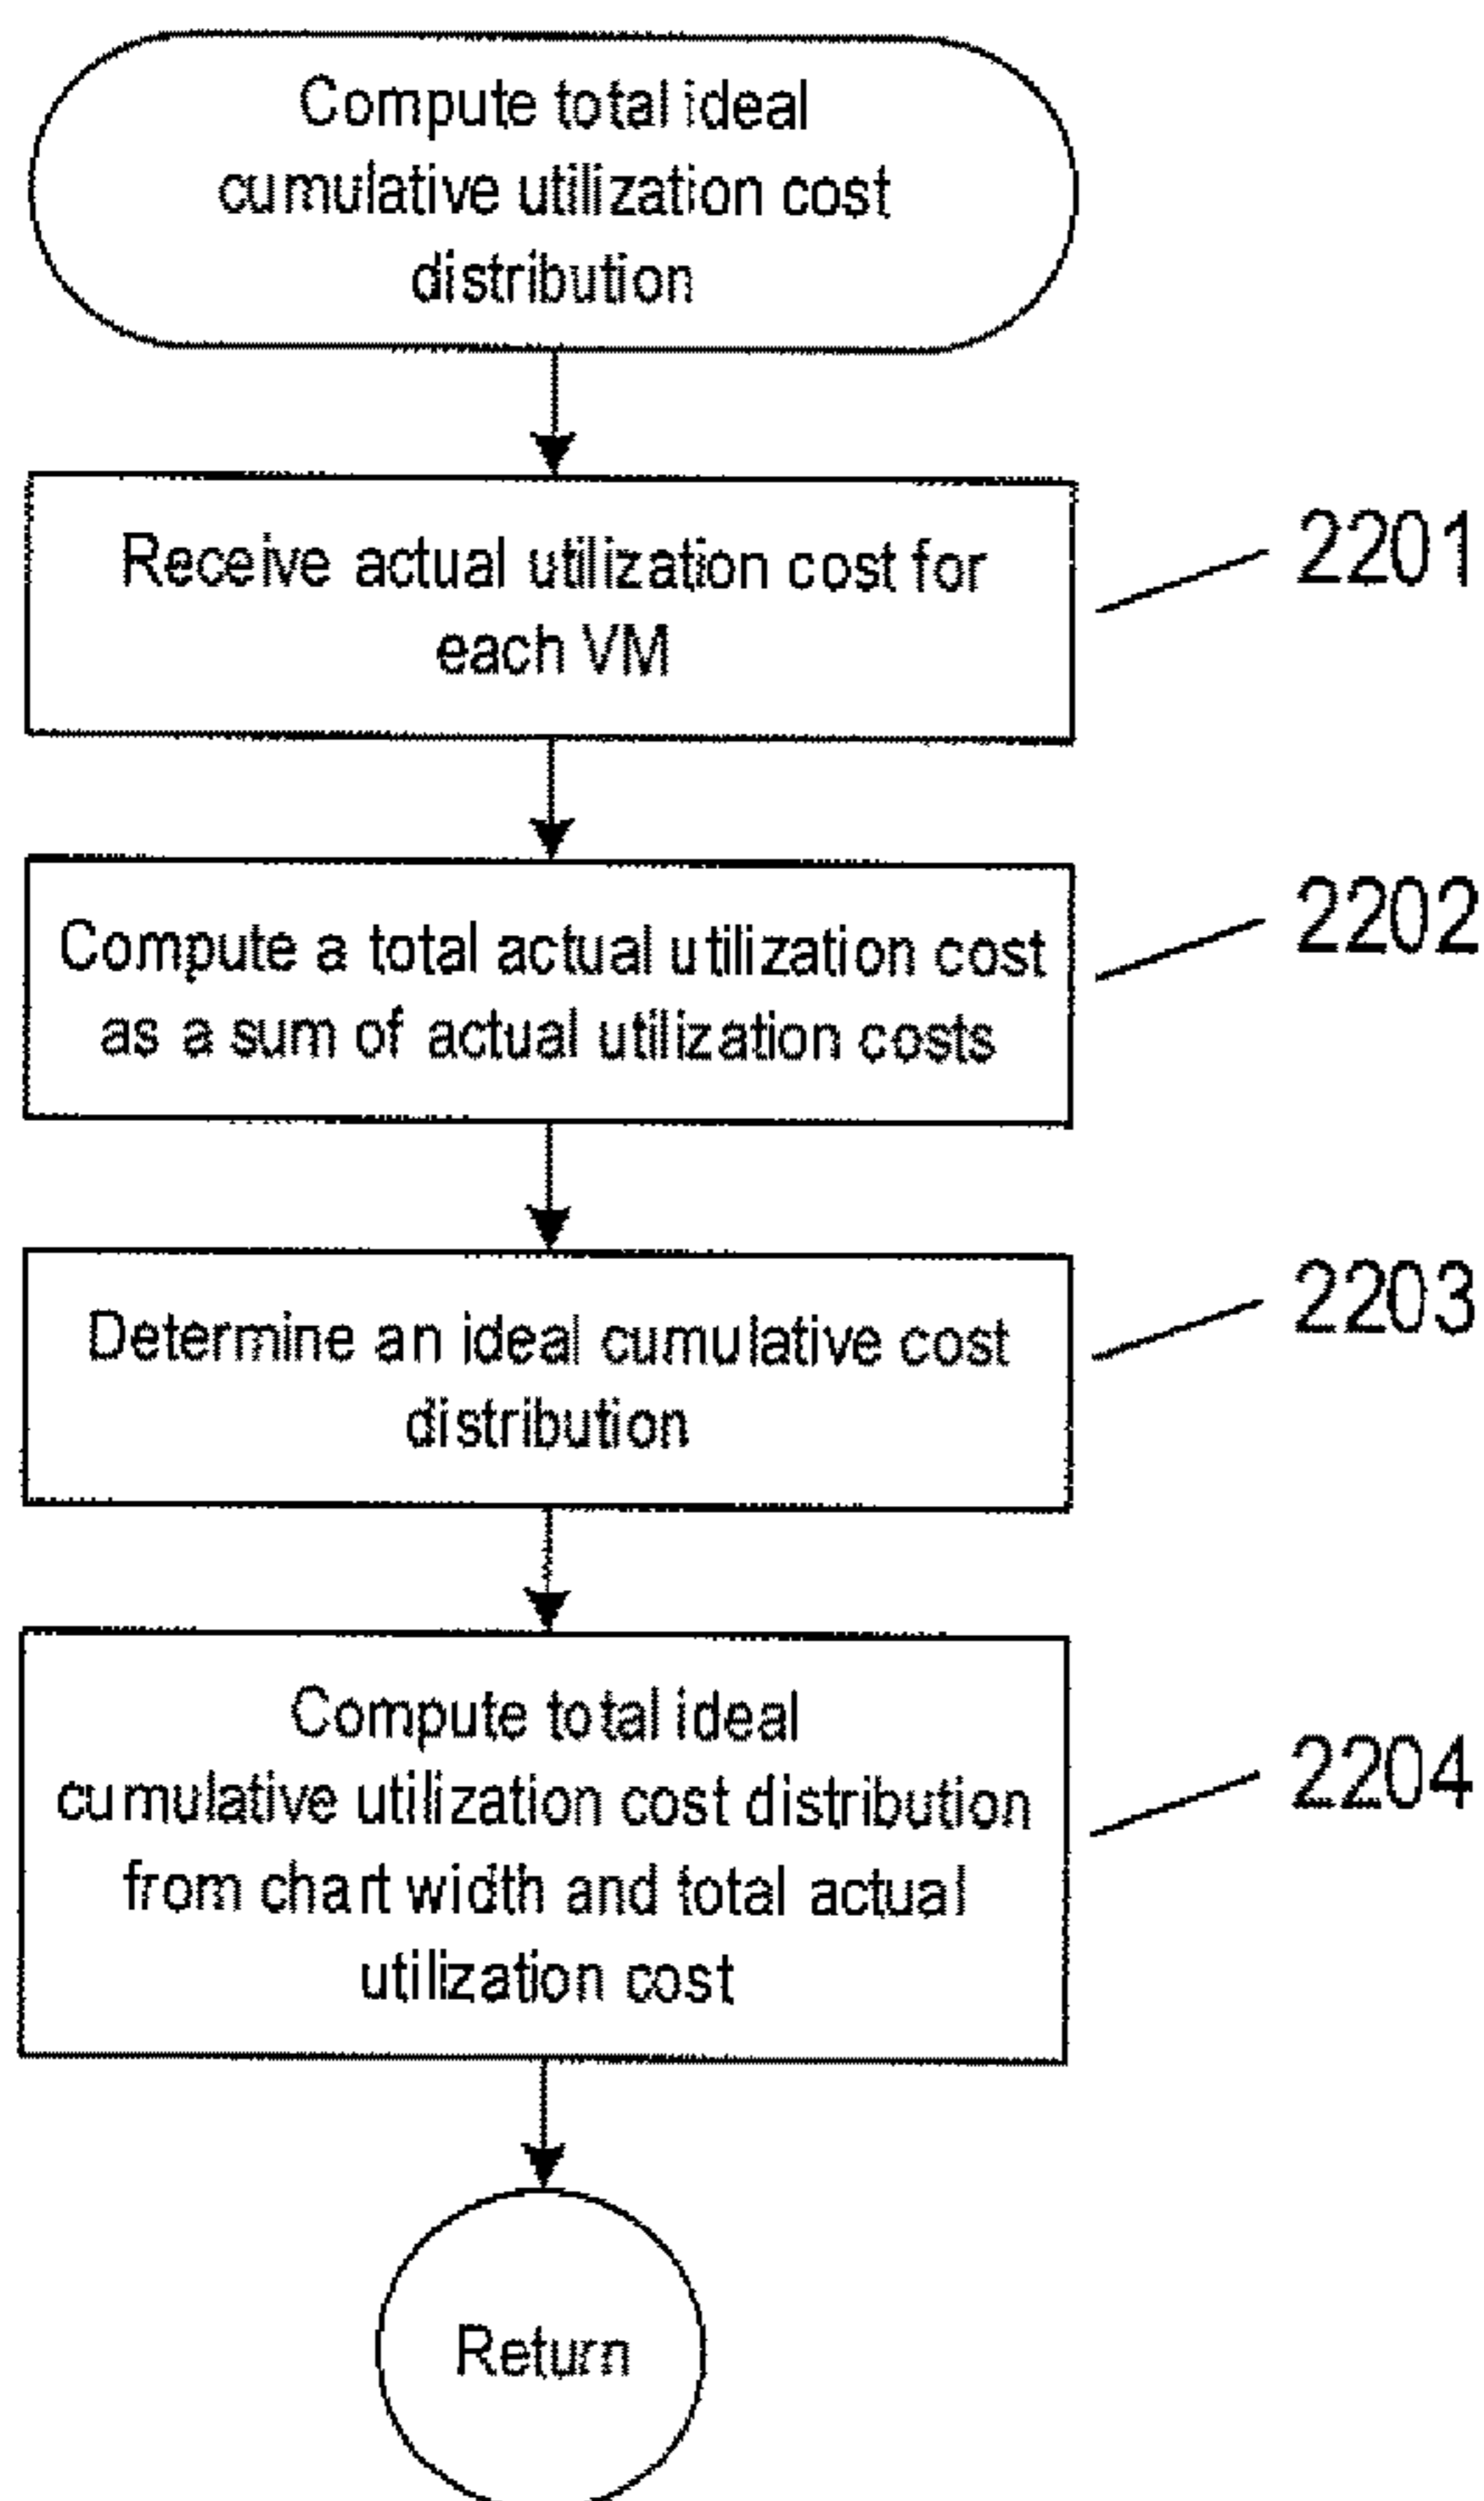 Compute total ideal
cumulative utilization cost
distribution
Receive actual utilization cost for
each VM
2201
Compute a total actual utilization cost
as a sum of actual utilization costs
2202
Determine an ideal cumulative cost
distribution
2203
Compute total ideal
cumulative utilization cost distribution
from chart width and total actual
utilization cost
2204
Return